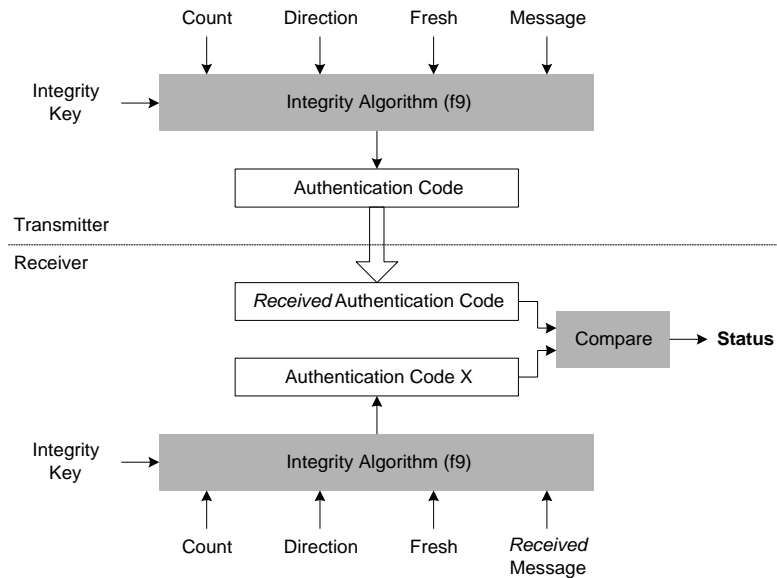 Count Direction Fresh Message
Integrity
Key
Integrity Algorithm (f9)
Authentication Code
Transmitter
Receiver
Received Authentication Code
Compare
Status
Authentication Code X
Integrity
Key
Integrity Algorithm (f9)
Count Direction Fresh Received
Message